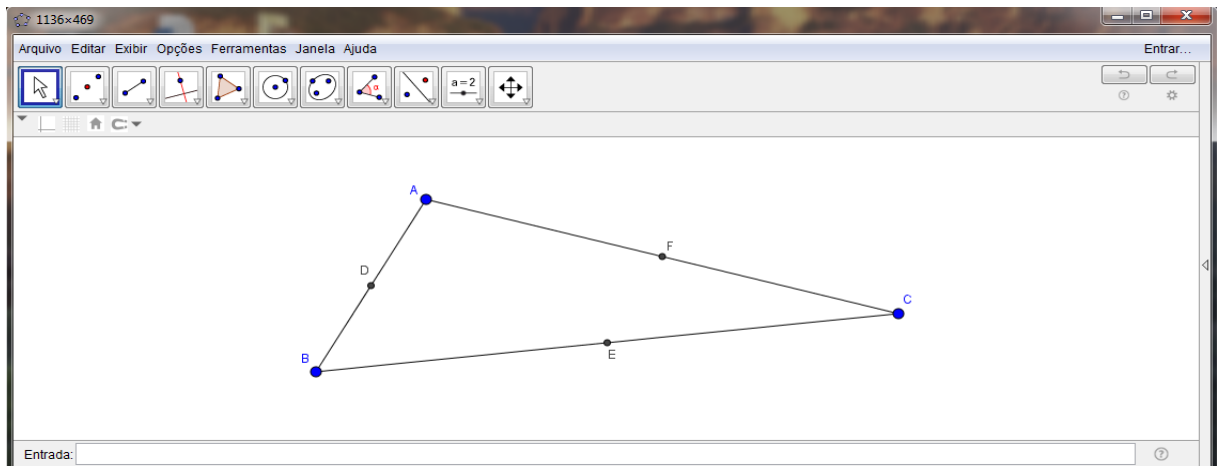 1136×469
Arquivo Editar Exibir Opções Ferramentas Janela Ajuda Entrar...
α a=2
A
F
D
C
B
E
Entrada: